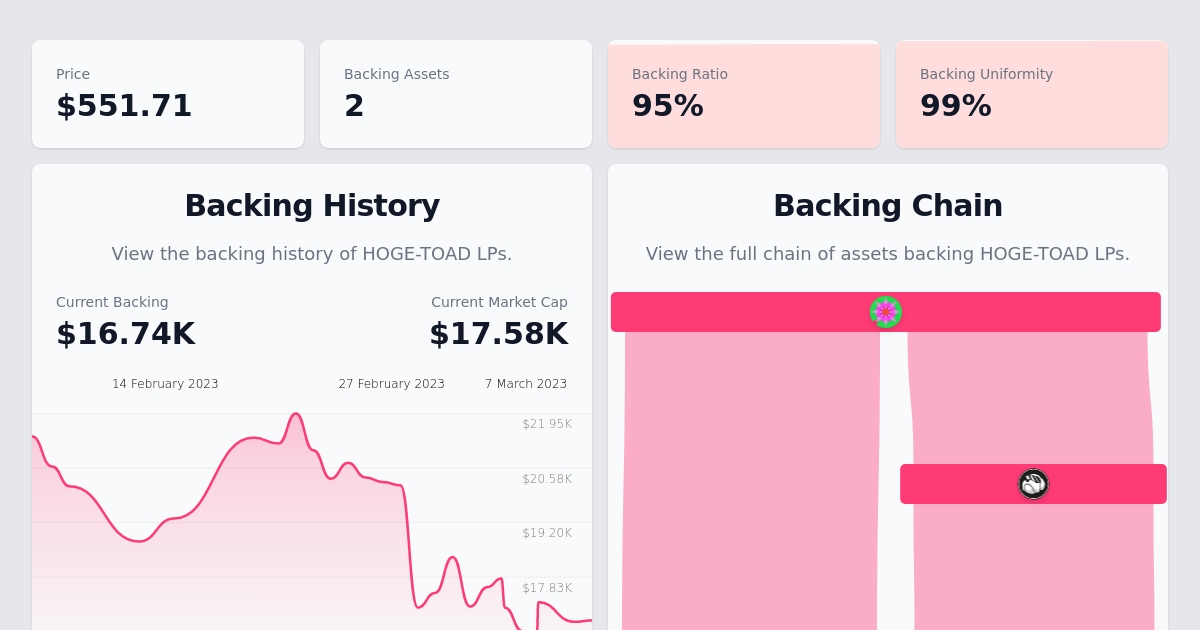 Price
$551.71
Backing Assets
2
Backing Ratio
95%
Backing Uniformity
99%
Backing History
View the backing history of HOGE-TOAD LPs.
Current Backing
$16.74K
Current Market Cap
$17.58K
14 February 2023
27 February 2023
7 March 2023
$21.95K
$20.58K
$19.20K
$17.83K
Backing Chain
View the full chain of assets backing HOGE-TOAD LPs.